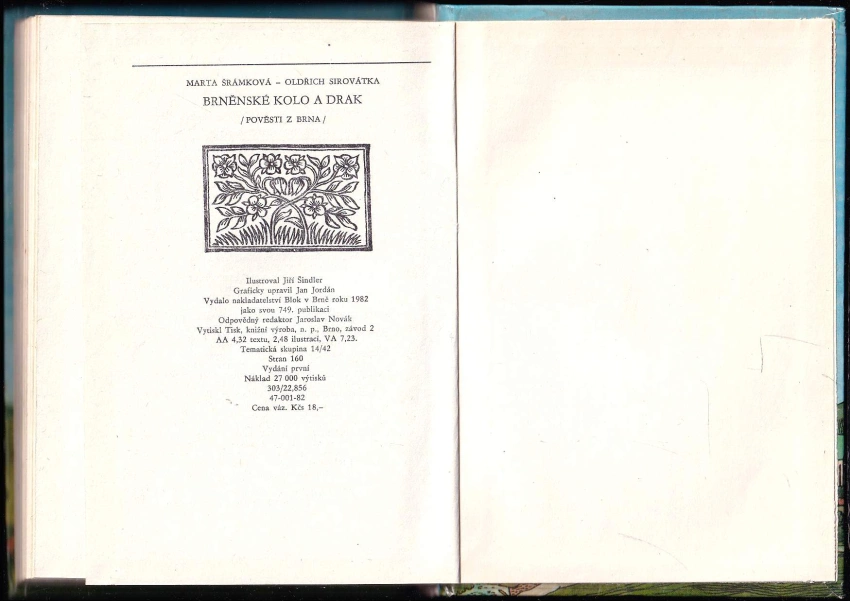 MARTA ŠRÁMKOVÁ – OLDŘICH SIROVÁTKA
BRNĚNSKÉ KOLO A DRAK
/POVĚSTI Z BRNA/
Ilustroval Jiří Šindler
Graficky upravil Jan Jordán
Vydalo nakladatelství Blok v Brně roku 1982
jako svou 749. publikaci
Odpovědný redaktor Jaroslav Novák
Vytiskl Tisk, knižní výroba, n. p., Brno, závod 2
AA 4,32 textu, 2,48 ilustrací, VA 7,23.
Tematická skupina 14/42
Stran 160
Vydání první
Náklad 27 000 výtisků
303/22,856
47-001-82
Cena váz. Kčs 18,–